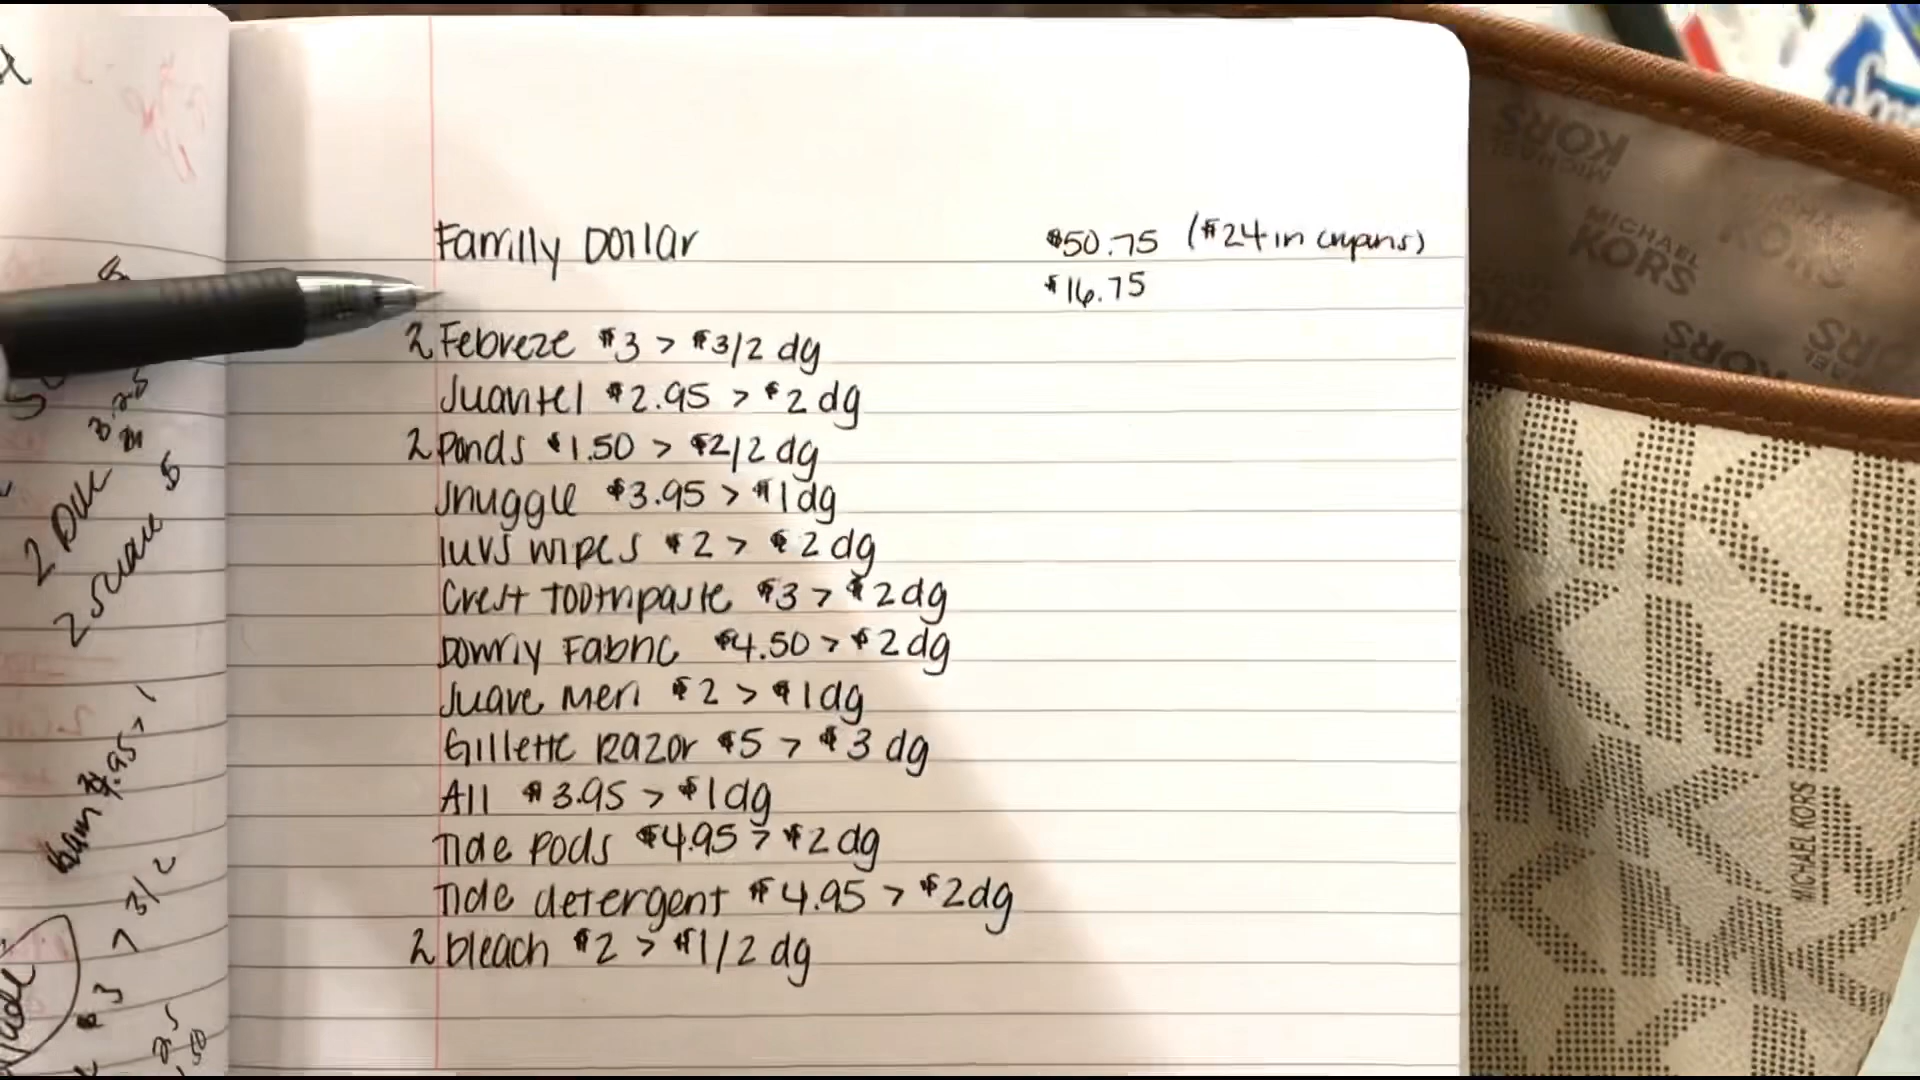 Family Dollar $50.75 ($24 in cupans)
$16.75
2 Febreze $3 > $3/2 dg
Suavitel $2.95 > $2 dg
2 Ponds $1.50 > $2/2 dg
Snuggle $3.95 > $1 dg
luvs wipes $2 > $2 dg
Crest Toothpaste $3 > $2 dg
Downy Fabric $4.50 > $2 dg
Suave Men $2 > $1 dg
Gillette Razor $5 > $3 dg
All $3.95 > $1 dg
Tide Pods $4.95 > $2 dg
Tide detergent $4.95 > $2 dg
2 bleach $2 > $1/2 dg
MICHAEL
KORS
MICHAEL KORS